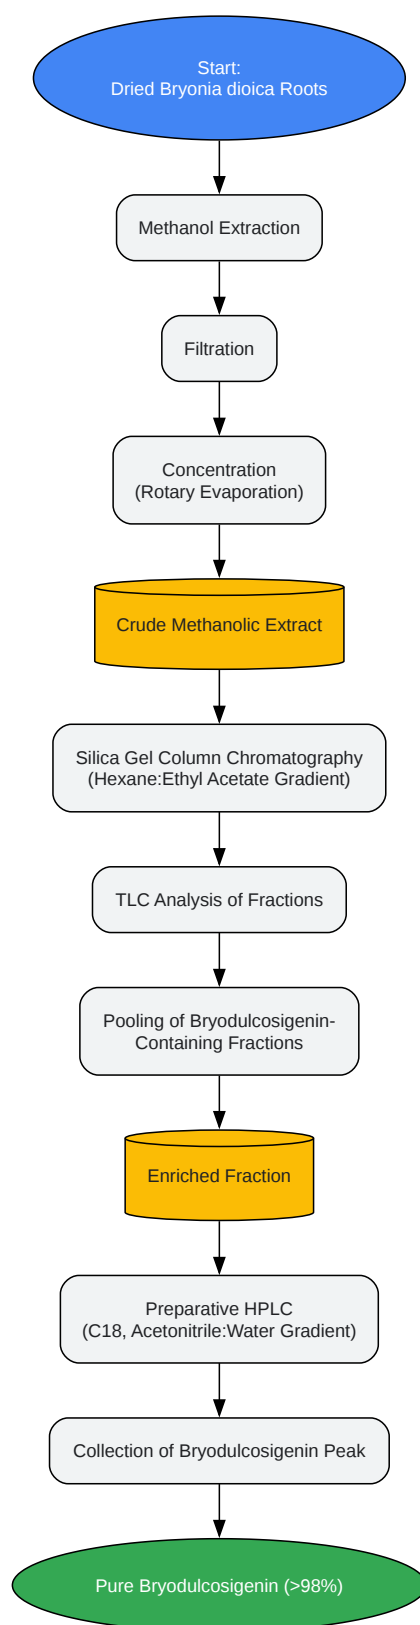 Start:
Dried Bryonia dioica Roots
Methanol Extraction
Filtration
Concentration
(Rotary Evaporation)
Crude Methanolic Extract
Silica Gel Column Chromatography
(Hexane:Ethyl Acetate Gradient)
TLC Analysis of Fractions
Pooling of Bryodulcosigenin-
Containing Fractions
Enriched Fraction
Preparative HPLC
(C18, Acetonitrile:Water Gradient)
Collection of Bryodulcosigenin Peak
Pure Bryodulcosigenin (>98%)